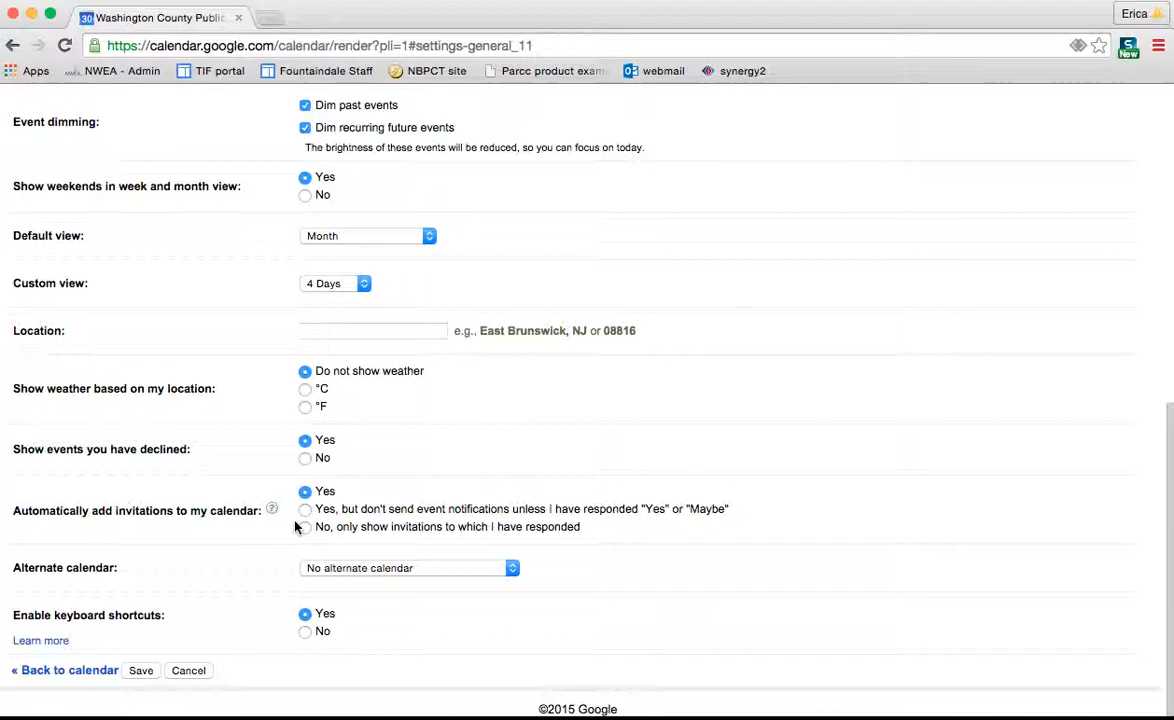 30 Washington County Public
Erica
https://calendar.google.com/calendar/render?pli=1#settings-general_11
New
Apps NWEA - Admin TIF portal Fountaindale Staff NBPCT site Parcc product exam webmail synergy2
Event dimming:
Dim past events
Dim recurring future events
The brightness of these events will be reduced, so you can focus on today.
Show weekends in week and month view:
Yes
No
Default view: Month
Custom view: 4 Days
Location: e.g., East Brunswick, NJ or 08816
Show weather based on my location:
Do not show weather
°C
°F
Show events you have declined:
Yes
No
Automatically add invitations to my calendar: ?
Yes
Yes, but don't send event notifications unless I have responded "Yes" or "Maybe"
No, only show invitations to which I have responded
Alternate calendar: No alternate calendar
Enable keyboard shortcuts:
Learn more
Yes
No
« Back to calendar Save Cancel
©2015 Google